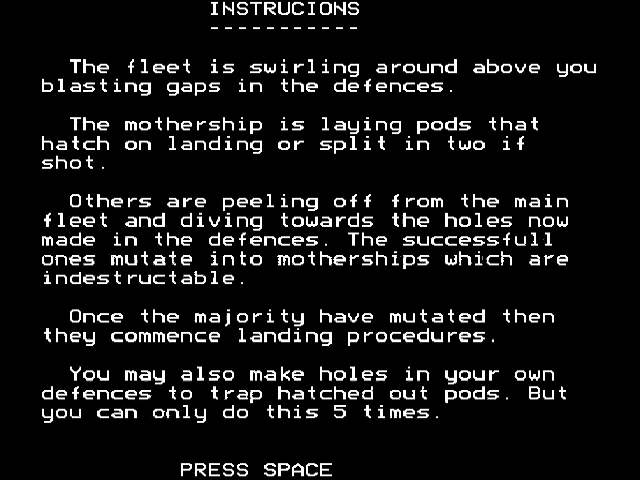 INSTRUCIONS
-----------
The fleet is swirling around above you
blasting gaps in the defences.
The mothership is laying pods that
hatch on landing or split in two if
shot.
Others are peeling off from the main
fleet and diving towards the holes now
made in the defences. The successfull
ones mutate into motherships which are
indestructable.
Once the majority have mutated then
they commence landing procedures.
You may also make holes in your own
defences to trap hatched out pods. But
you can only do this 5 times.
PRESS SPACE